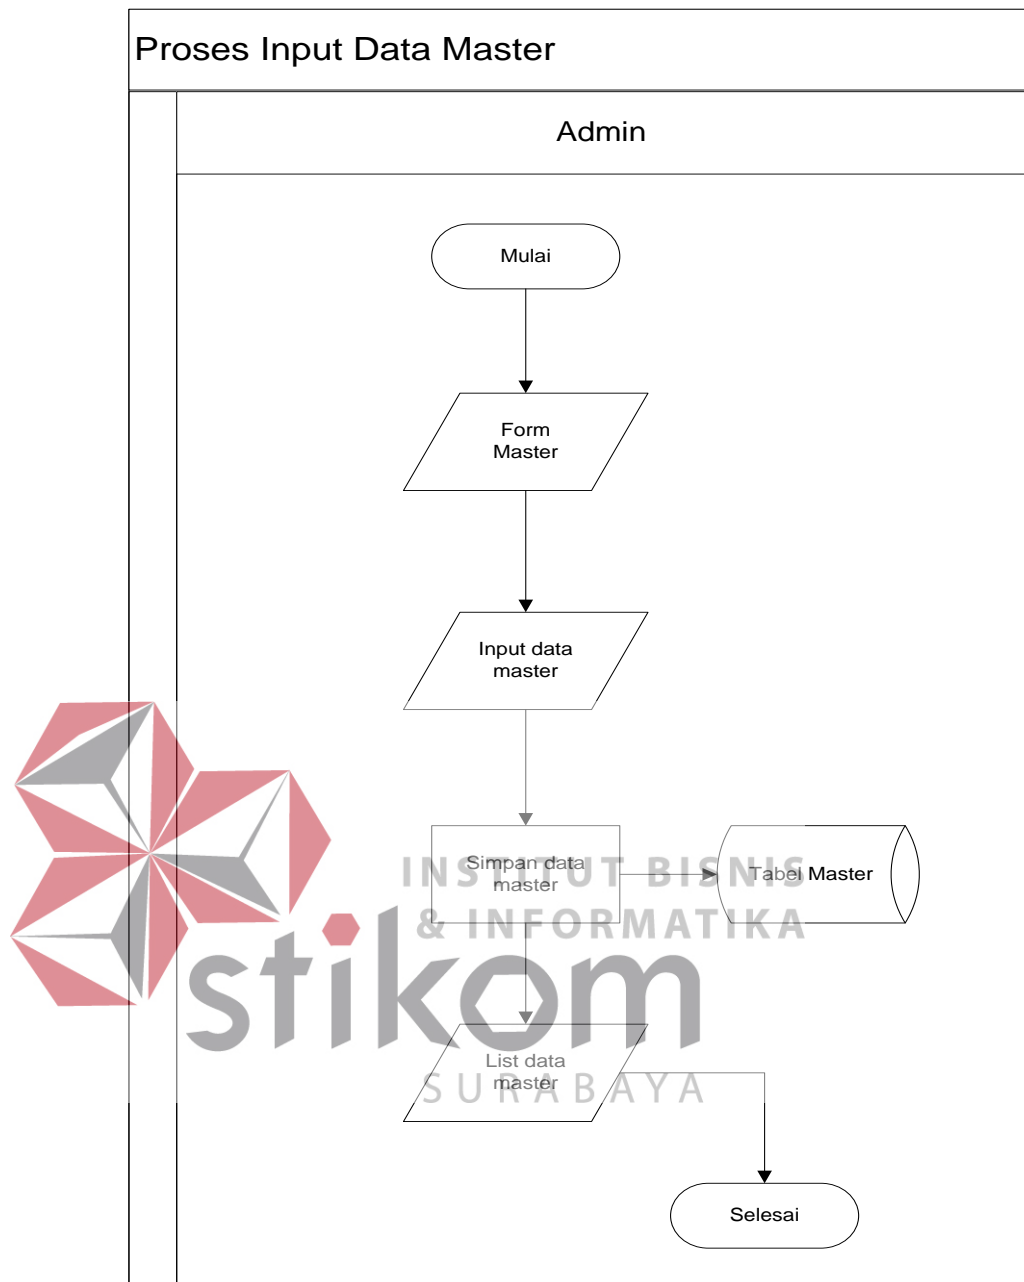 Proses Input Data Master
Admin
Mulai
Form
Master
Input data
master
Simpan data
master
Tabel Master
INSTITUT BISNIS
& INFORMATIKA
stikom
List data
master
SURABAYA
Selesai